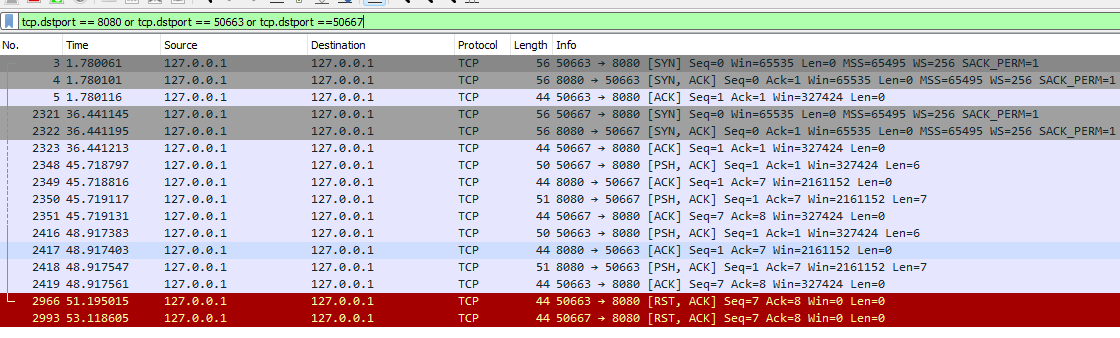 tcp.dstport == 8080 or tcp.dstport == 50663 or tcp.dstport ==50667
No. Time Source Destination Protocol Length Info
3 1.780061 127.0.0.1 127.0.0.1 TCP 56 50663 → 8080 [SYN] Seq=0 Win=65535 Len=0 MSS=65495 WS=256 SACK_PERM=1
4 1.780101 127.0.0.1 127.0.0.1 TCP 56 8080 → 50663 [SYN, ACK] Seq=0 Ack=1 Win=65535 Len=0 MSS=65495 WS=256 SACK_PERM=1
5 1.780116 127.0.0.1 127.0.0.1 TCP 44 50663 → 8080 [ACK] Seq=1 Ack=1 Win=327424 Len=0
2321 36.441145 127.0.0.1 127.0.0.1 TCP 56 50667 → 8080 [SYN] Seq=0 Win=65535 Len=0 MSS=65495 WS=256 SACK_PERM=1
2322 36.441195 127.0.0.1 127.0.0.1 TCP 56 8080 → 50667 [SYN, ACK] Seq=0 Ack=1 Win=65535 Len=0 MSS=65495 WS=256 SACK_PERM=1
2323 36.441213 127.0.0.1 127.0.0.1 TCP 44 50667 → 8080 [ACK] Seq=1 Ack=1 Win=327424 Len=0
2348 45.718797 127.0.0.1 127.0.0.1 TCP 50 50667 → 8080 [PSH, ACK] Seq=1 Ack=1 Win=327424 Len=6
2349 45.718816 127.0.0.1 127.0.0.1 TCP 44 8080 → 50667 [ACK] Seq=1 Ack=7 Win=2161152 Len=0
2350 45.719117 127.0.0.1 127.0.0.1 TCP 51 8080 → 50667 [PSH, ACK] Seq=1 Ack=7 Win=2161152 Len=7
2351 45.719131 127.0.0.1 127.0.0.1 TCP 44 50667 → 8080 [ACK] Seq=7 Ack=8 Win=327424 Len=0
2416 48.917383 127.0.0.1 127.0.0.1 TCP 50 50663 → 8080 [PSH, ACK] Seq=1 Ack=1 Win=327424 Len=6
2417 48.917403 127.0.0.1 127.0.0.1 TCP 44 8080 → 50663 [ACK] Seq=1 Ack=7 Win=2161152 Len=0
2418 48.917547 127.0.0.1 127.0.0.1 TCP 51 8080 → 50663 [PSH, ACK] Seq=1 Ack=7 Win=2161152 Len=7
2419 48.917561 127.0.0.1 127.0.0.1 TCP 44 50663 → 8080 [ACK] Seq=7 Ack=8 Win=327424 Len=0
2966 51.195015 127.0.0.1 127.0.0.1 TCP 44 50663 → 8080 [RST, ACK] Seq=7 Ack=8 Win=0 Len=0
2993 53.118605 127.0.0.1 127.0.0.1 TCP 44 50667 → 8080 [RST, ACK] Seq=7 Ack=8 Win=0 Len=0